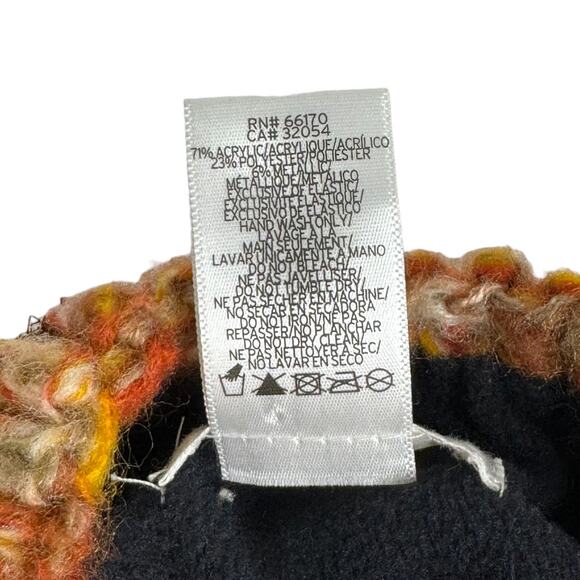 RN# 66170
CA# 32054
71% ACRYLIC/ACRYLIQUE/ACRÍLICO
23% POLYESTER/POLIESTER
6% METALLIC/
MÉTALLIQUE/METÁLICO
EXCLUSIVE OF ELASTIC/
EXCLUSIF D'ÉLASTIQUE/
EXCLUSIVO DE ELÁSTICO
HAND WASH ONLY/
LAVAGE À LA
MAIN SEULEMENT/
LAVAR ÚNICAMENTE A MANO
DO NOT BLEACH/
NE PAS JAVELLISER/
DO NOT TUMBLE DRY/
NE PAS SÉCHER EN MACHINE/
NO SECAR EN MÁQUINA
DO NOT IRON/NE PAS
REPASSER/NO PLANCHAR
DO NOT DRY CLEAN/
NE PAS NETTOYER À SEC/
NO LAVAR EN SECO